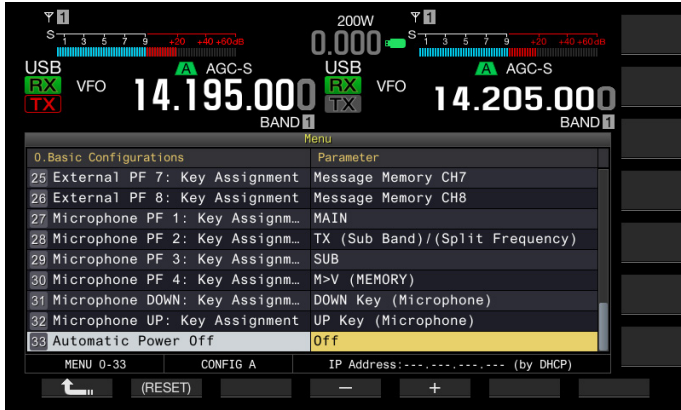 1 200W 1
S 1 3 5 7 9 +20 +40 +60dB 0.000 S 1 3 5 7 9 +20 +40 +60dB
USB A AGC-S USB A AGC-S
RX VFO 14.195.000 RX VFO 14.205.000
TX TX
BAND 1 BAND 1
Menu
0.Basic Configurations Parameter
25 External PF 7: Key Assignment Message Memory CH7
26 External PF 8: Key Assignment Message Memory CH8
27 Microphone PF 1: Key Assignm… MAIN
28 Microphone PF 2: Key Assignm… TX (Sub Band)/(Split Frequency)
29 Microphone PF 3: Key Assignm… SUB
30 Microphone PF 4: Key Assignm… M>V (MEMORY)
31 Microphone DOWN: Key Assignm… DOWN Key (Microphone)
32 Microphone UP: Key Assignment UP Key (Microphone)
33 Automatic Power Off Off
MENU 0-33 CONFIG A IP Address:---.---.---.--- (by DHCP)
(RESET) − +